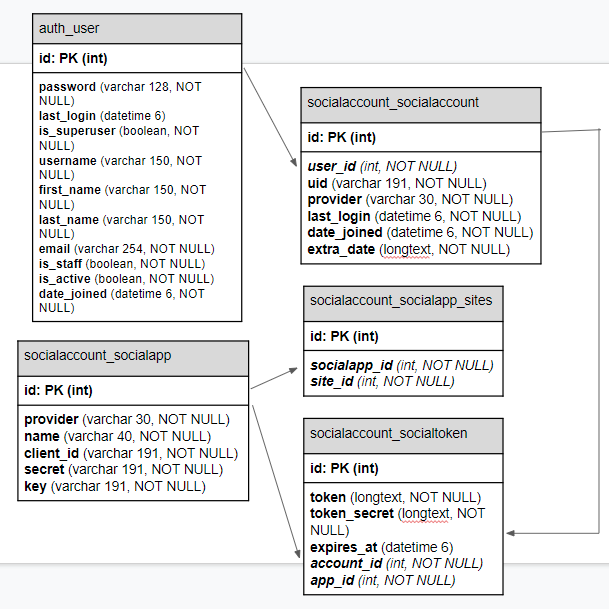 auth_user
id: PK (int)
password (varchar 128, NOT
NULL)
last_login (datetime 6)
is_superuser (boolean, NOT
NULL)
username (varchar 150, NOT
NULL)
first_name (varchar 150, NOT
NULL)
last_name (varchar 150, NOT
NULL)
email (varchar 254, NOT NULL)
is_staff (boolean, NOT NULL)
is_active (boolean, NOT NULL)
date_joined (datetime 6, NOT
NULL)
socialaccount_socialaccount
id: PK (int)
user_id (int, NOT NULL)
uid (varchar 191, NOT NULL)
provider (varchar 30, NOT NULL)
last_login (datetime 6, NOT NULL)
date_joined (datetime 6, NOT NULL)
extra_date (longtext, NOT NULL)
socialaccount_socialapp_sites
id: PK (int)
socialapp_id (int, NOT NULL)
site_id (int, NOT NULL)
socialaccount_socialapp
id: PK (int)
provider (varchar 30, NOT NULL)
name (varchar 40, NOT NULL)
client_id (varchar 191, NOT NULL)
secret (varchar 191, NOT NULL)
key (varchar 191, NOT NULL)
socialaccount_socialtoken
id: PK (int)
token (longtext, NOT NULL)
token_secret (longtext, NOT
NULL)
expires_at (datetime 6)
account_id (int, NOT NULL)
app_id (int, NOT NULL)